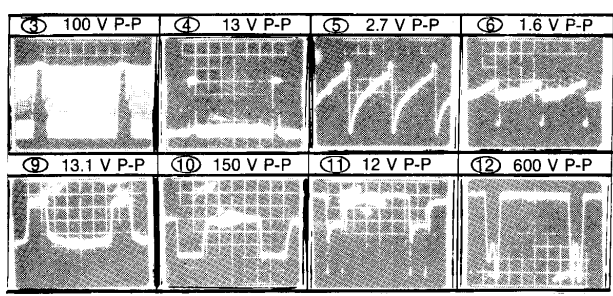 ③ 100 V P-P ④ 13 V P-P ⑤ 2.7 V P-P ⑥ 1.6 V P-P
⑨ 13.1 V P-P ⑩ 150 V P-P ⑪ 12 V P-P ⑫ 600 V P-P